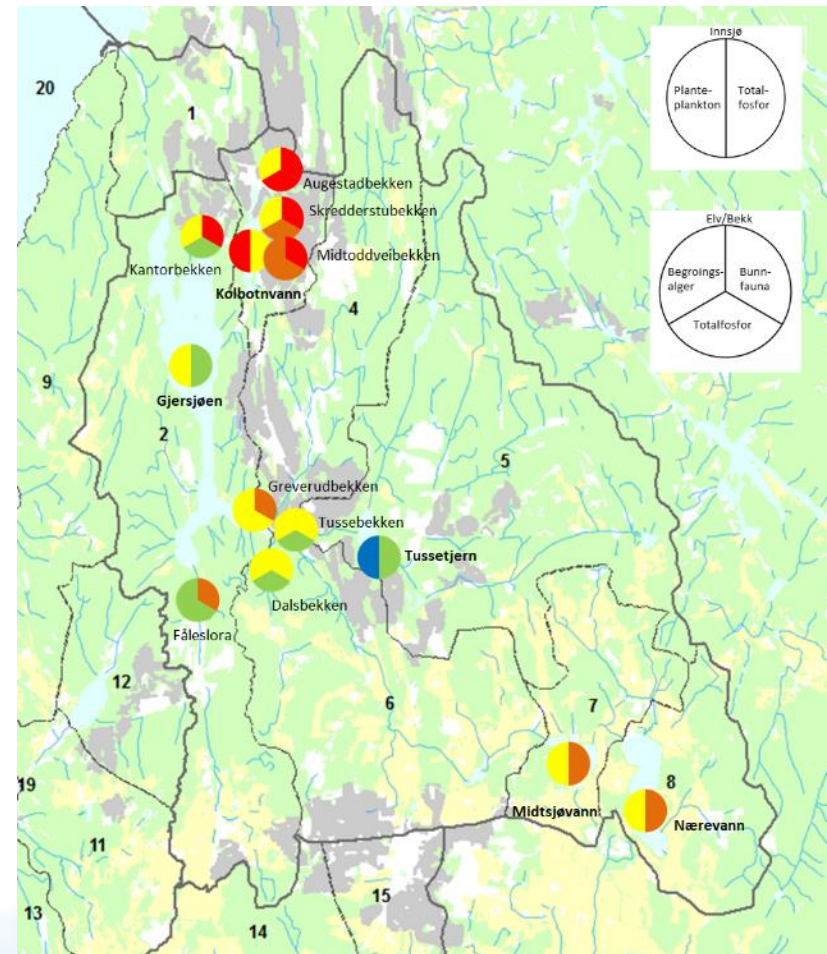 Innsjø
Plante-
plankton
Total-
fosfor
Elv/Bekk
Begroings-
alger
Bunn-
fauna
Totalfosfor
20
1
Augestadbekken
Skredderstubekken
Kantorbekken
Midtoddveibekken
Kolbotnvann
4
9
Gjersjøen
2
5
Greverudbekken
Tussebekken
Tussetjern
Dalsbekken
Fåleslora
12
6
7
19
8
Midtsjøvann
Nærevann
11
15
13
14